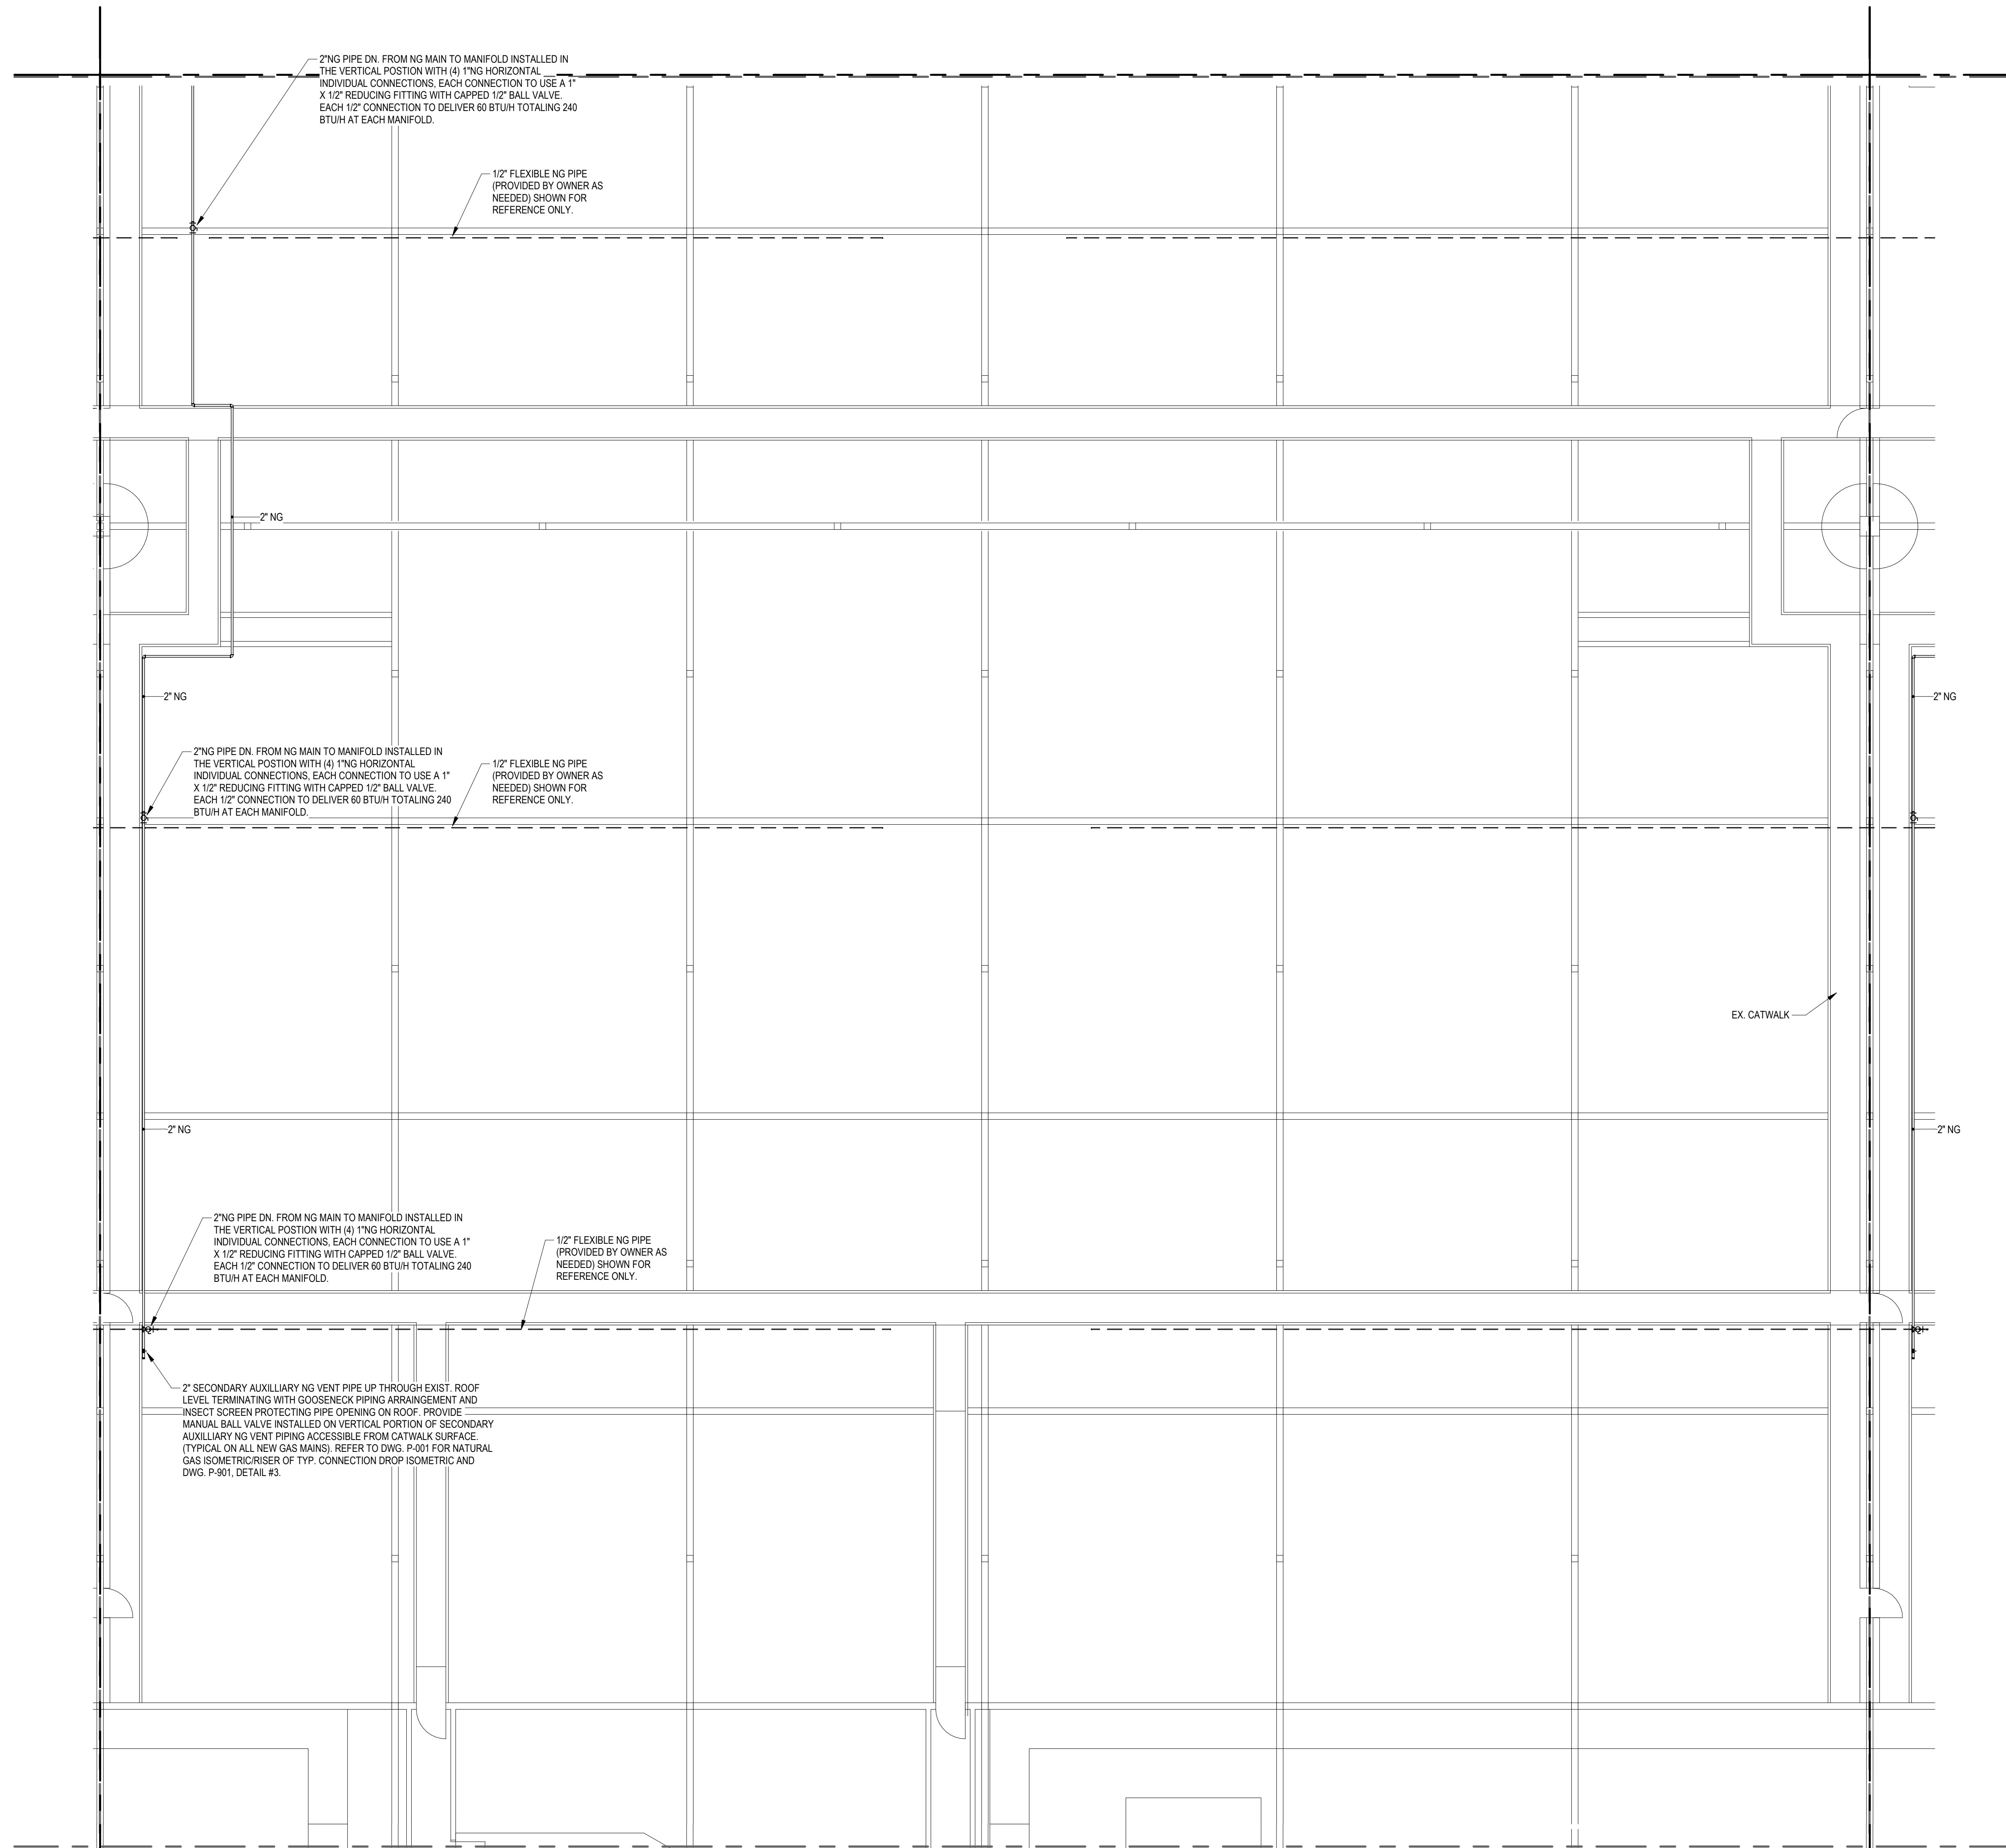 2"NG PIPE DN. FROM NG MAIN TO MANIFOLD INSTALLED IN
THE VERTICAL POSTION WITH (4) 1"NG HORIZONTAL
INDIVIDUAL CONNECTIONS, EACH CONNECTION TO USE A 1"
X 1/2" REDUCING FITTING WITH CAPPED 1/2" BALL VALVE.
EACH 1/2" CONNECTION TO DELIVER 60 BTU/H TOTALING 240
BTU/H AT EACH MANIFOLD.
1/2" FLEXIBLE NG PIPE
(PROVIDED BY OWNER AS
NEEDED) SHOWN FOR
REFERENCE ONLY.
2" NG
2" NG
2" NG
2"NG PIPE DN. FROM NG MAIN TO MANIFOLD INSTALLED IN
THE VERTICAL POSTION WITH (4) 1"NG HORIZONTAL
INDIVIDUAL CONNECTIONS, EACH CONNECTION TO USE A 1"
X 1/2" REDUCING FITTING WITH CAPPED 1/2" BALL VALVE.
EACH 1/2" CONNECTION TO DELIVER 60 BTU/H TOTALING 240
BTU/H AT EACH MANIFOLD.
1/2" FLEXIBLE NG PIPE
(PROVIDED BY OWNER AS
NEEDED) SHOWN FOR
REFERENCE ONLY.
EX. CATWALK
2" NG
2" NG
2"NG PIPE DN. FROM NG MAIN TO MANIFOLD INSTALLED IN
THE VERTICAL POSTION WITH (4) 1"NG HORIZONTAL
INDIVIDUAL CONNECTIONS, EACH CONNECTION TO USE A 1"
X 1/2" REDUCING FITTING WITH CAPPED 1/2" BALL VALVE.
EACH 1/2" CONNECTION TO DELIVER 60 BTU/H TOTALING 240
BTU/H AT EACH MANIFOLD.
1/2" FLEXIBLE NG PIPE
(PROVIDED BY OWNER AS
NEEDED) SHOWN FOR
REFERENCE ONLY.
2" SECONDARY AUXILLIARY NG VENT PIPE UP THROUGH EXIST. ROOF
LEVEL TERMINATING WITH GOOSENECK PIPING ARRAINGEMENT AND
INSECT SCREEN PROTECTING PIPE OPENING ON ROOF. PROVIDE
MANUAL BALL VALVE INSTALLED ON VERTICAL PORTION OF SECONDARY
AUXILLIARY NG VENT PIPING ACCESSIBLE FROM CATWALK SURFACE.
(TYPICAL ON ALL NEW GAS MAINS). REFER TO DWG. P-001 FOR NATURAL
GAS ISOMETRIC/RISER OF TYP. CONNECTION DROP ISOMETRIC AND
DWG. P-901, DETAIL #3.